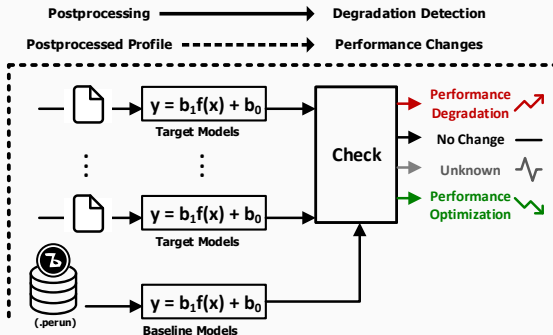 Postprocessing Degradation Detection
Postprocessed Profile Performance Changes
y = b₁f(x) + b₀
Target Models
y = b₁f(x) + b₀
Target Models
(.perun)
y = b₁f(x) + b₀
Baseline Models
Check
Performance
Degradation
No Change
Unknown
Performance
Optimization